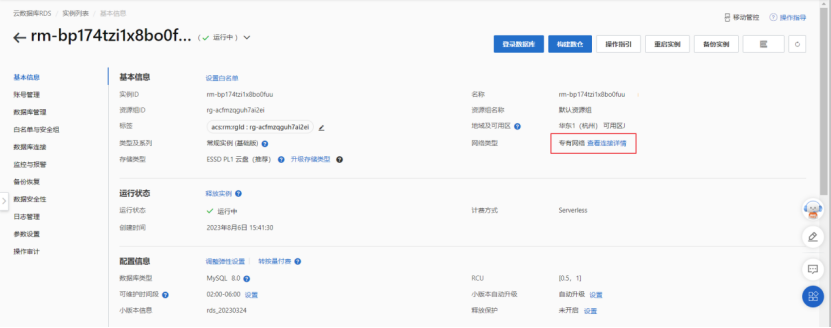 云数据库RDS / 实例列表 / 基本信息
移动管控 操作指导
← rm-bp174tzi1x8bo0f... ( ✓ 运行中 )
登录数据库 构建数仓 操作指引 重启实例 备份实例
基本信息
账号管理
数据库管理
白名单与安全组
数据库连接
监控与报警
备份恢复
数据安全性
日志管理
参数设置
操作审计
基本信息 设置白名单
实例ID rm-bp174tzi1x8bo0fuu 名称 rm-bp174tzi1x8bo0fuu
资源组ID rg-acfmzqguh7ai2ei 资源组名称 默认资源组
标签 acs:rm:rgId : rg-acfmzqguh7ai2ei 地域及可用区 华东1（杭州） 可用区J
类型及系列 常规实例 (基础版) 网络类型 专有网络 查看连接详情
存储类型 ESSD PL1 云盘（推荐） 升级存储类型
运行状态 释放实例
运行状态 ✓ 运行中 计费方式 Serverless
创建时间 2023年8月6日 15:41:30
配置信息 调整弹性设置 转按量付费
数据库类型 MySQL 8.0 RCU [0.5，1]
可维护时间段 02:00-06:00 设置 小版本自动升级 自动升级 设置
小版本信息 rds_20230324 释放保护 未开启 设置